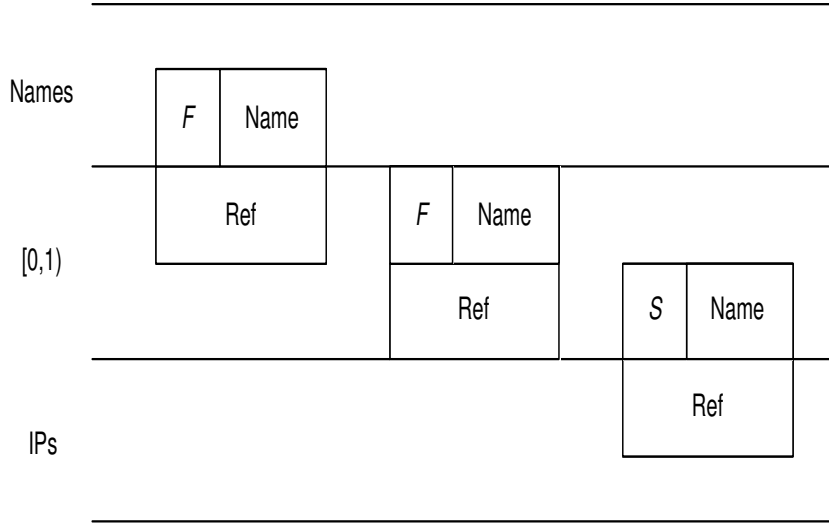 Names
F Name
Ref
F Name
[0,1)
Ref
S Name
Ref
IPs